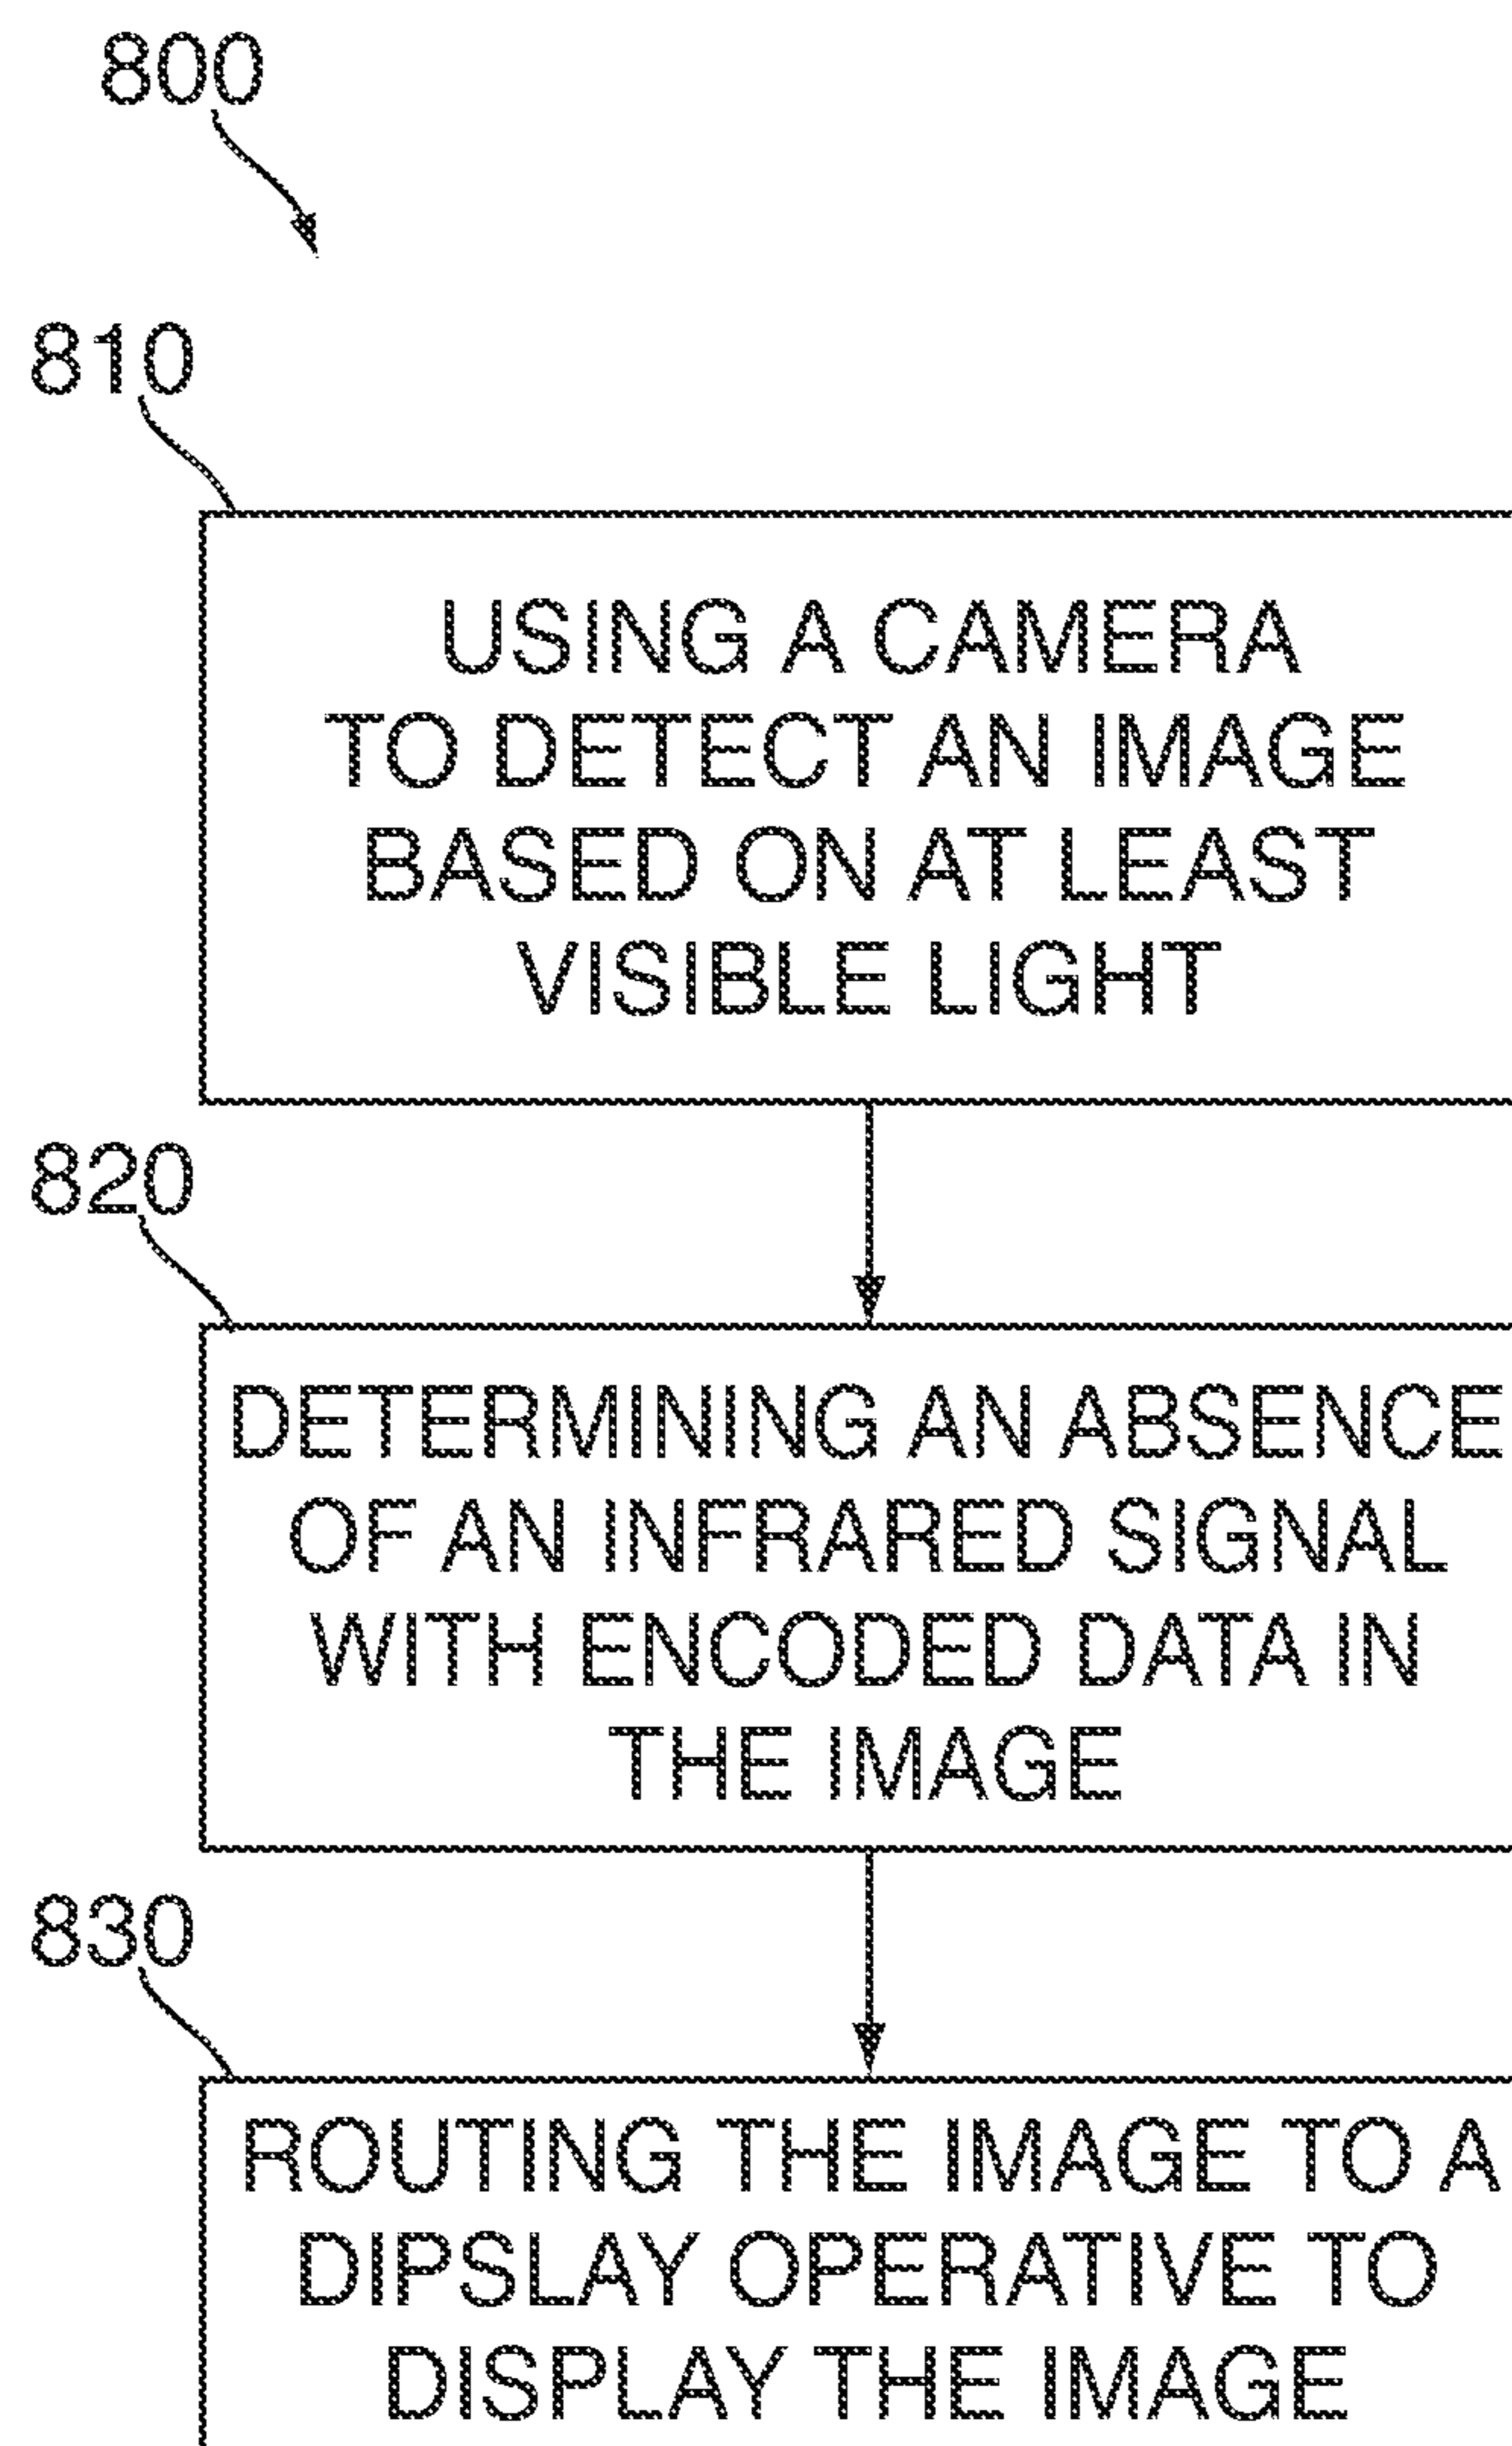 800
810
USING A CAMERA
TO DETECT AN IMAGE
BASED ON AT LEAST
VISIBLE LIGHT
820
DETERMINING AN ABSENCE
OF AN INFRARED SIGNAL
WITH ENCODED DATA IN
THE IMAGE
830
ROUTING THE IMAGE TO A
DIPSLAY OPERATIVE TO
DISPLAY THE IMAGE